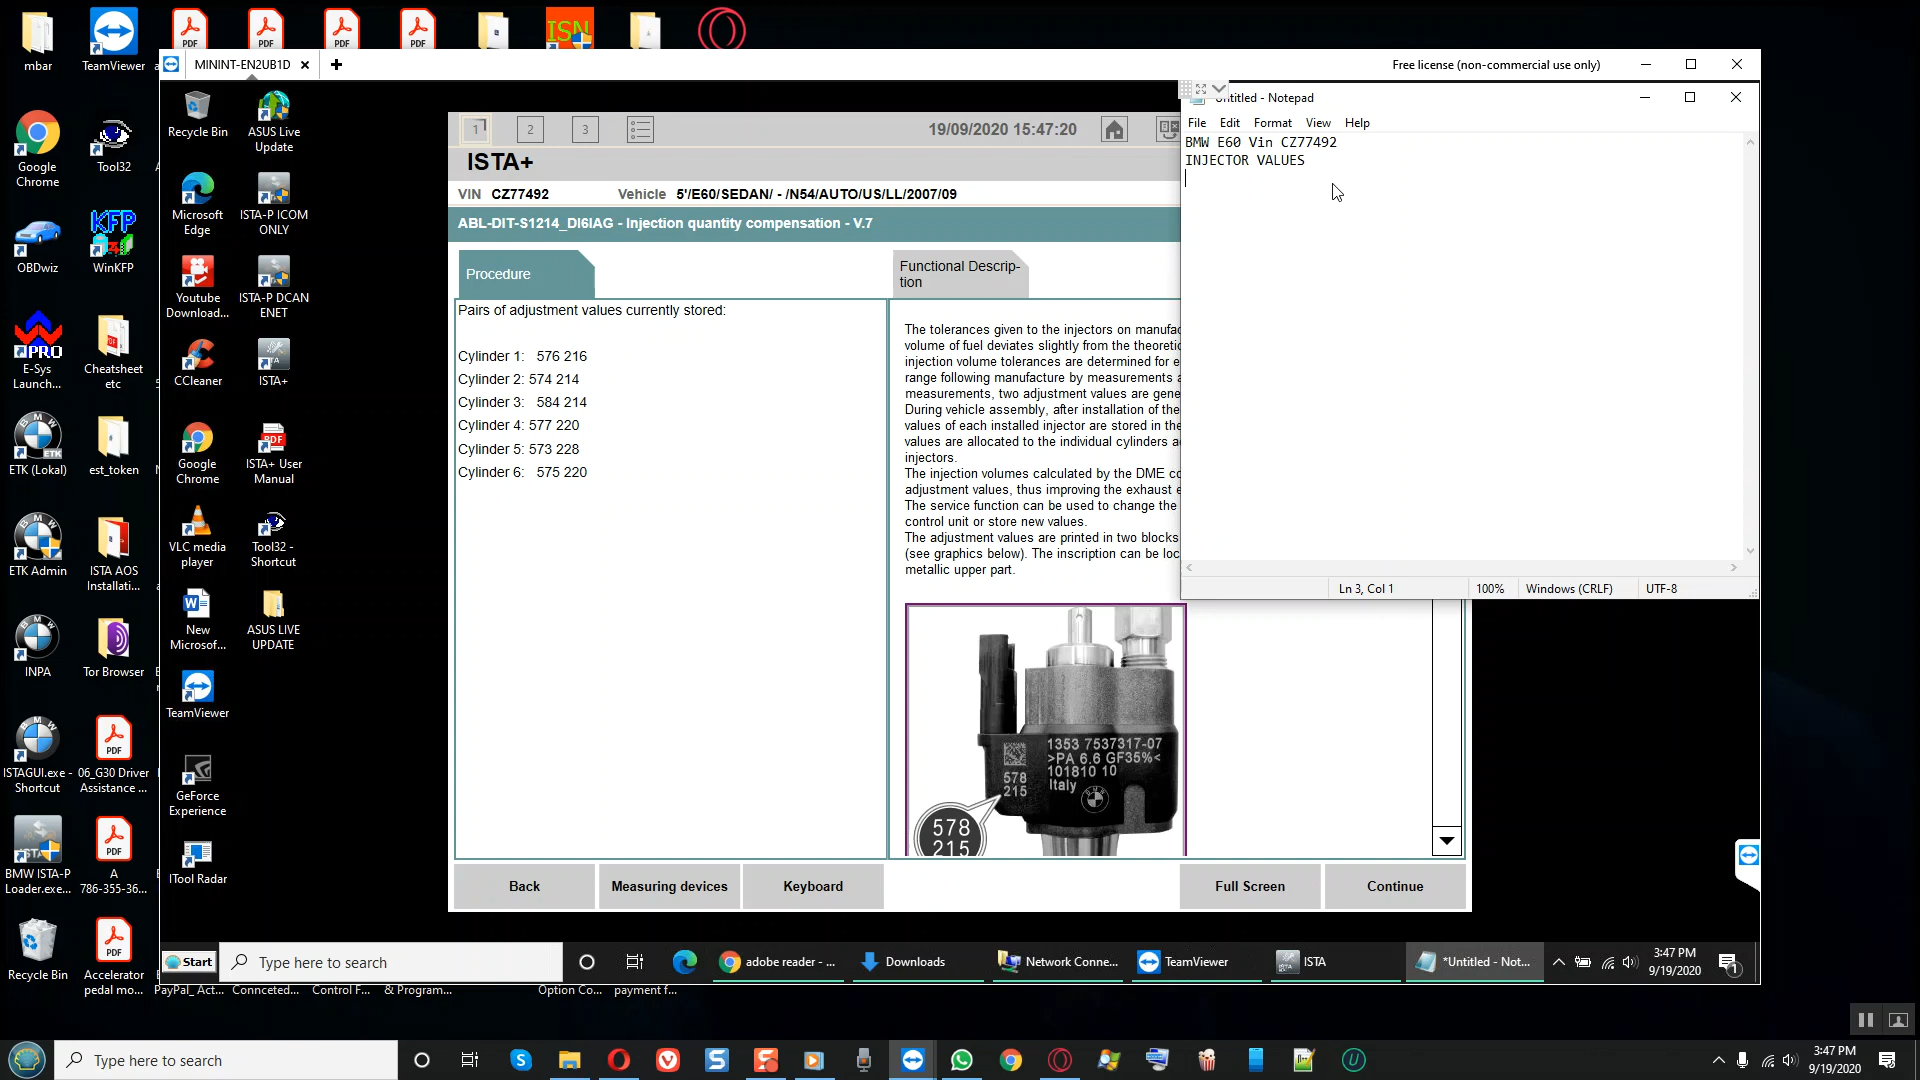 mbar
TeamViewer
MININT-EN2UB1D
Free license (non-commercial use only)
Google
Chrome
Tool32
OBDwiz
WinKFP
E-Sys
Launch...
Cheatsheet
etc
ETK (Lokal)
est_token
ETK Admin
ISTA AOS
Installati...
INPA
Tor Browser
ISTAGUI.exe -
Shortcut
06_G30 Driver
Assistance ...
BMW ISTA-P
Loader.exe...
A
786-355-36...
Recycle Bin
Accelerator
pedal mo...
PayPal_ Act...
Connceted...
Control F...
& Program...
Option Co...
payment f...
Recycle Bin
ASUS Live
Update
Microsoft
Edge
ISTA-P ICOM
ONLY
Youtube
Download...
ISTA-P DCAN
ENET
CCleaner
ISTA+
Google
Chrome
ISTA+ User
Manual
VLC media
player
Tool32 -
Shortcut
New
Microsof...
ASUS LIVE
UPDATE
TeamViewer
GeForce
Experience
ITool Radar
1
2
3
19/09/2020 15:47:20
ISTA+
VIN CZ77492
Vehicle 5'/E60/SEDAN/ - /N54/AUTO/US/LL/2007/09
ABL-DIT-S1214_DI6IAG - Injection quantity compensation - V.7
Procedure
Functional Descrip-
tion
Pairs of adjustment values currently stored:
Cylinder 1: 576 216
Cylinder 2: 574 214
Cylinder 3: 584 214
Cylinder 4: 577 220
Cylinder 5: 573 228
Cylinder 6: 575 220
The tolerances given to the injectors on manufa
volume of fuel deviates slightly from the theoretic
injection volume tolerances are determined for e
range following manufacture by measurements a
measurements, two adjustment values are gene
During vehicle assembly, after installation of the
values of each installed injector are stored in the
values are allocated to the individual cylinders a
injectors.
The injection volumes calculated by the DME co
adjustment values, thus improving the exhaust e
The service function can be used to change the
control unit or store new values.
The adjustment values are printed in two blocks
(see graphics below). The inscription can be loc
metallic upper part.
1353 7537317-07
>PA 6.6 GF35%<
101810 10
Italy
578
215
578
215
Back
Measuring devices
Keyboard
Full Screen
Continue
Untitled - Notepad
File Edit Format View Help
BMW E60 Vin CZ77492
INJECTOR VALUES
Ln 3, Col 1
100%
Windows (CRLF)
UTF-8
Start
Type here to search
adobe reader - ...
Downloads
Network Conne...
TeamViewer
ISTA
*Untitled - Not...
3:47 PM
9/19/2020
Type here to search
3:47 PM
9/19/2020